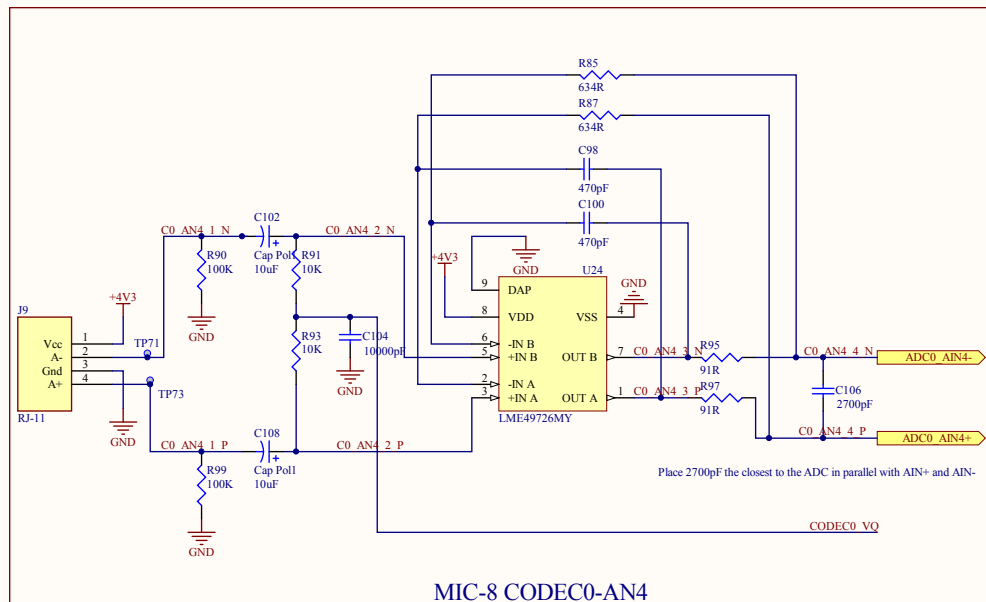 R85
634R
R87
634R
C98
470pF
C100
470pF
C102
C0_AN4_1_N
C0_AN4_2_N
Cap Pol1
10uF
R90
100K
R91
10K
GND
+4V3
GND
U24
GND
9
DAP
8
VDD
VSS
4
6
-IN B
5
+IN B
OUT B
7
2
-IN A
3
+IN A
OUT A
1
LME49726MY
C0_AN4_3_N
R95
91R
C0_AN4_4_N
ADC0_AIN4-
C0_AN4_3_P
R97
91R
C106
2700pF
C0_AN4_4_P
ADC0_AIN4+
+4V3
J9
Vcc
1
A-
2
Gnd
3
A+
4
RJ-11
TP71
TP73
GND
R93
10K
C104
10000pF
GND
C0_AN4_1_P
C108
C0_AN4_2_P
Cap Pol1
10uF
R99
100K
GND
Place 2700pF the closest to the ADC in parallel with AIN+ and AIN-
CODEC0_VQ
MIC-8 CODEC0-AN4